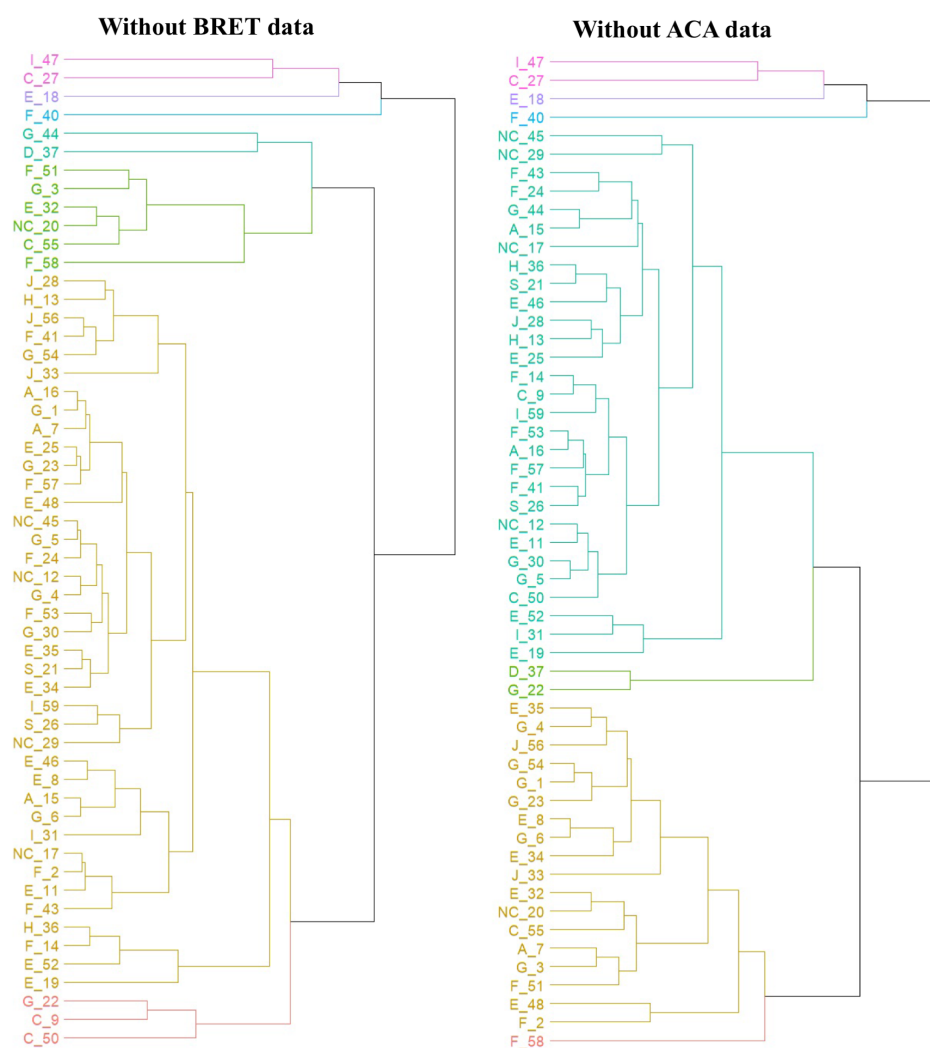 Without BRET data
I_47
C_27
E_18
F_40
G_44
D_37
F_51
G_3
E_32
NC_20
C_55
F_58
J_28
H_13
J_56
F_41
G_54
J_33
A_16
G_1
A_7
E_25
G_23
F_57
E_48
NC_45
G_5
F_24
NC_12
G_4
F_53
G_30
E_35
S_21
E_34
I_59
S_26
NC_29
E_46
E_8
A_15
G_6
I_31
NC_17
F_2
E_11
F_43
H_36
F_14
E_52
E_19
G_22
C_9
C_50
Without ACA data
I_47
C_27
E_18
F_40
NC_45
NC_29
F_43
F_24
G_44
A_15
NC_17
H_36
S_21
E_46
J_28
H_13
E_25
F_14
C_9
I_59
F_53
A_16
F_57
F_41
S_26
NC_12
E_11
G_30
G_5
C_50
E_52
I_31
E_19
D_37
G_22
E_35
G_4
J_56
G_54
G_1
G_23
E_8
G_6
E_34
J_33
E_32
NC_20
C_55
A_7
G_3
F_51
E_48
F_2
F_58